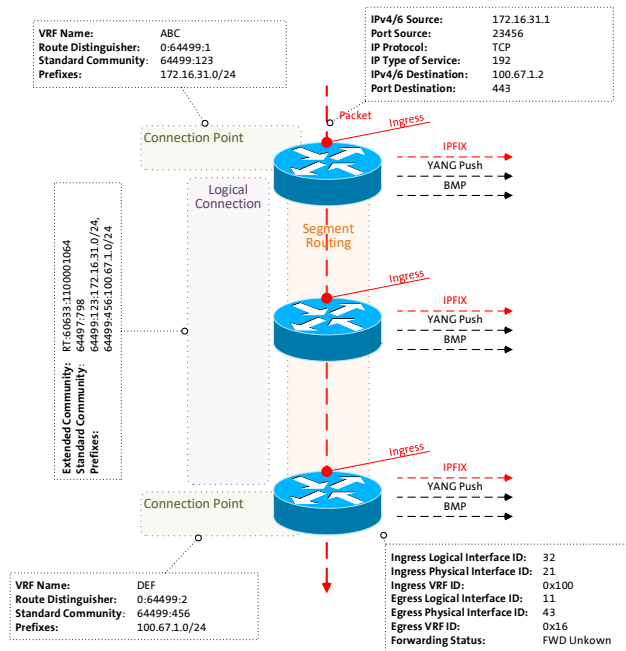 VRF Name: ABC
Route Distinguisher: 0:64499:1
Standard Community: 64499:123
Prefixes: 172.16.31.0/24
IPv4/6 Source: 172.16.31.1
Port Source: 23456
IP Protocol: TCP
IP Type of Service: 192
IPv4/6 Destination: 100.67.1.2
Port Destination: 443
Packet
Ingress
Connection Point
IPFIX
YANG Push
BMP
Logical
Connection
Segment
Routing
Extended Community: RT:60633:1100001064
Standard Community: 64497:798
Prefixes: 64499:123:172.16.31.0/24,
64499:456:100.67.1.0/24
Ingress
IPFIX
YANG Push
BMP
Ingress
IPFIX
YANG Push
BMP
Connection Point
VRF Name: DEF
Route Distinguisher: 0:64499:2
Standard Community: 64499:456
Prefixes: 100.67.1.0/24
Ingress Logical Interface ID: 32
Ingress Physical Interface ID: 21
Ingress VRF ID: 0x100
Egress Logical Interface ID: 11
Egress Physical Interface ID: 43
Egress VRF ID: 0x16
Forwarding Status: FWD Unkown